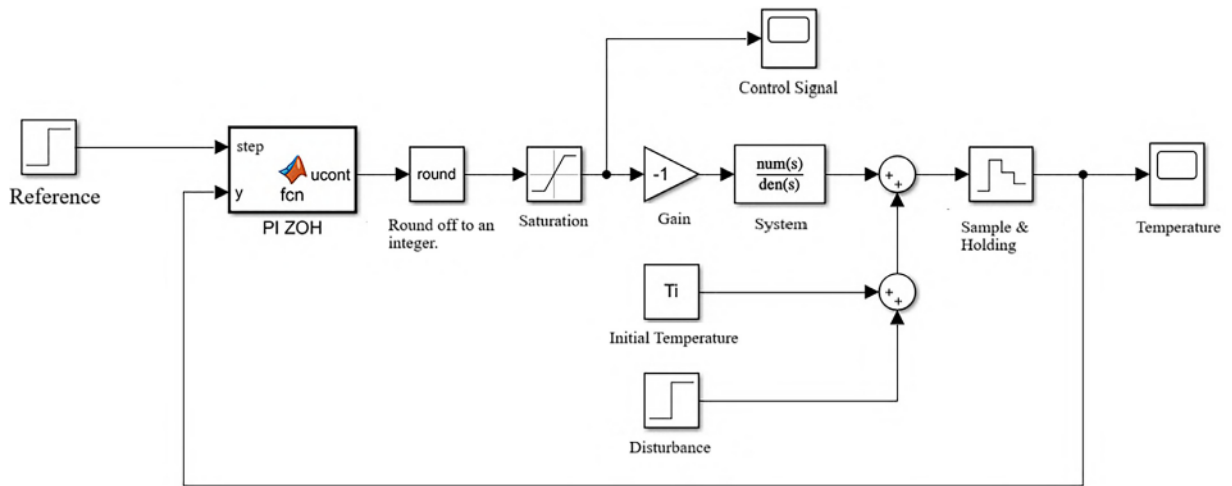 Control Signal
Reference
step
y
fcn
ucont
PI ZOH
round
Round off to an
integer.
Saturation
-1
Gain
num(s)
den(s)
System
+
+
Sample &
Holding
Temperature
Ti
Initial Temperature
+
+
Disturbance